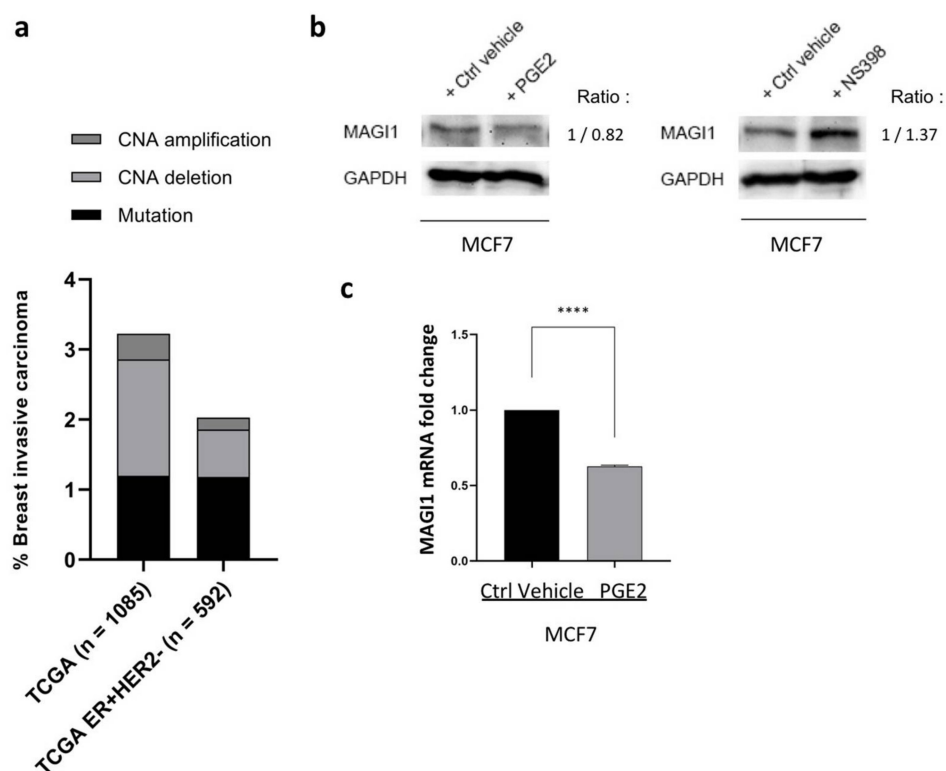 a
CNA amplification
CNA deletion
Mutation
% Breast invasive carcinoma
4
3
2
1
0
TCGA (n = 1085)
TCGA ER+HER2- (n = 592)
b
+ Ctrl vehicle
+ PGE2
Ratio :
MAGI1
1 / 0.82
GAPDH
MCF7
+ Ctrl vehicle
+ NS398
Ratio :
MAGI1
1 / 1.37
GAPDH
MCF7
c
MAGI1 mRNA fold change
1.5
1.0
0.5
0.0
****
Ctrl Vehicle PGE2
MCF7